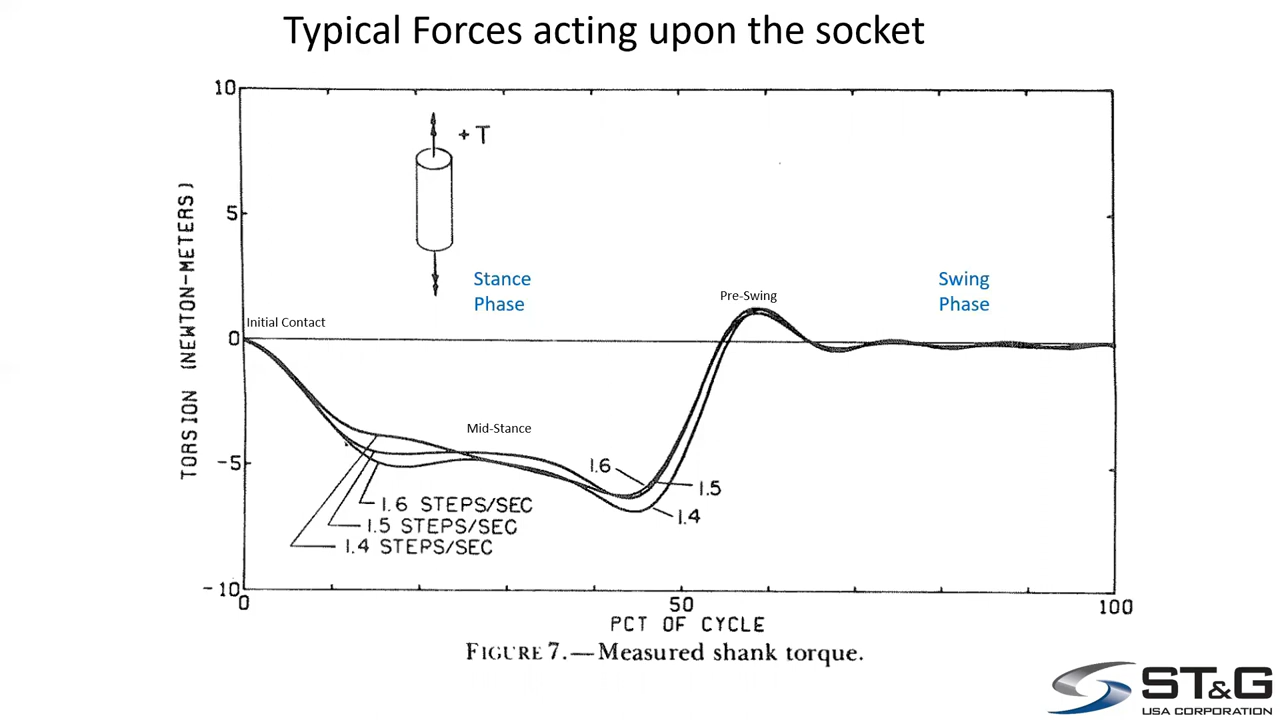 Typical Forces acting upon the socket
10
+ T
5
Stance
Phase
Swing
Phase
Pre-Swing
Initial Contact
0
TORSION (NEWTON-METERS)
Mid-Stance
-5
1.6
1.5
1.4
1.6 STEPS/SEC
1.5 STEPS/SEC
1.4 STEPS/SEC
-10
0
50
100
PCT OF CYCLE
FIGURE 7.—Measured shank torque.
ST&G
USA CORPORATION